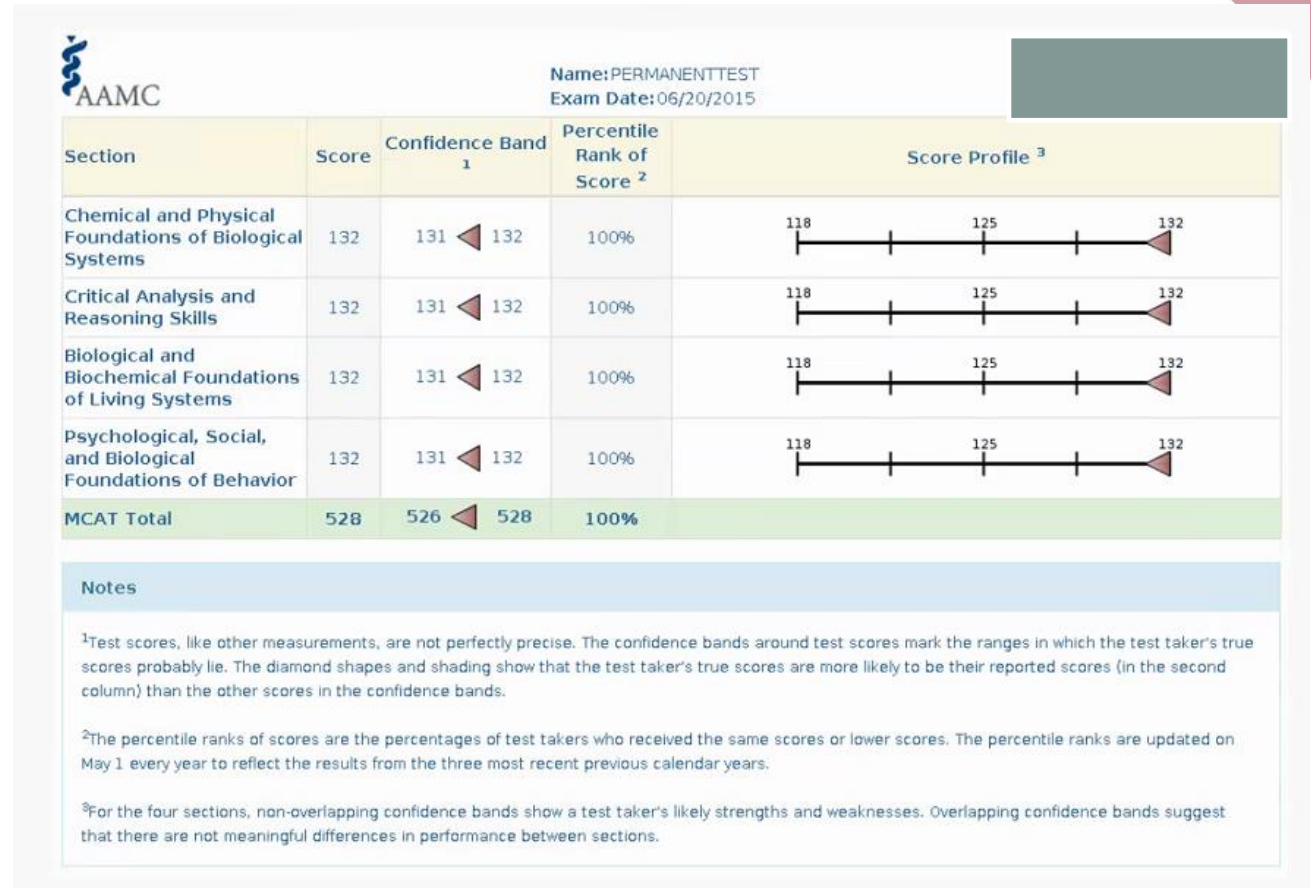 AAMC
Name:PERMANENTTEST
Exam Date:06/20/2015
Section
Score
Confidence Band
1
Percentile
Rank of
Score 2
Score Profile 3
Chemical and Physical
Foundations of Biological
Systems
132
131 132
100%
118 125 132
Critical Analysis and
Reasoning Skills
132
131 132
100%
118 125 132
Biological and
Biochemical Foundations
of Living Systems
132
131 132
100%
118 125 132
Psychological, Social,
and Biological
Foundations of Behavior
132
131 132
100%
118 125 132
MCAT Total
528
526 528
100%
Notes
1Test scores, like other measurements, are not perfectly precise. The confidence bands around test scores mark the ranges in which the test taker's true
scores probably lie. The diamond shapes and shading show that the test taker's true scores are more likely to be their reported scores (in the second
column) than the other scores in the confidence bands.
2The percentile ranks of scores are the percentages of test takers who received the same scores or lower scores. The percentile ranks are updated on
May 1 every year to reflect the results from the three most recent previous calendar years.
3For the four sections, non-overlapping confidence bands show a test taker's likely strengths and weaknesses. Overlapping confidence bands suggest
that there are not meaningful differences in performance between sections.